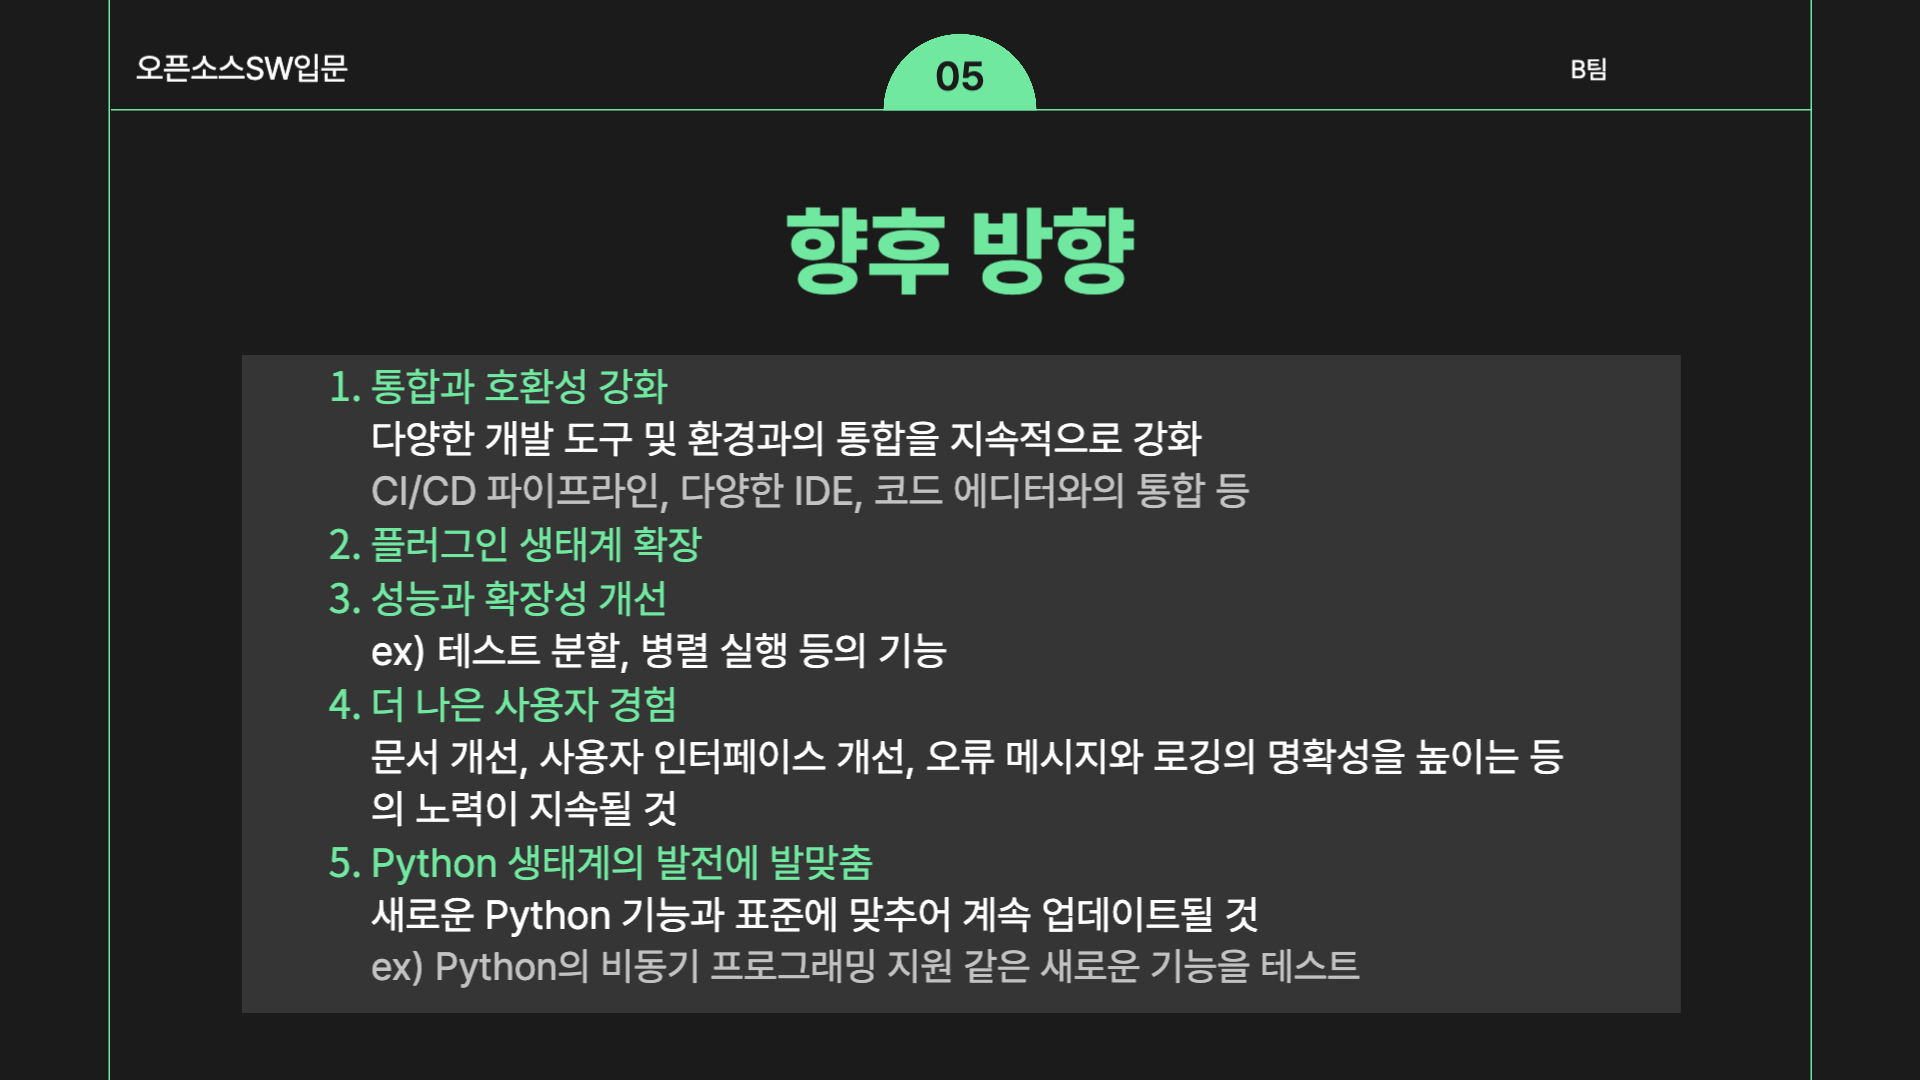 오픈소스SW입문
05
B팀
향후 방향
1. 통합과 호환성 강화
다양한 개발 도구 및 환경과의 통합을 지속적으로 강화
CI/CD 파이프라인, 다양한 IDE, 코드 에디터와의 통합 등
2. 플러그인 생태계 확장
3. 성능과 확장성 개선
ex) 테스트 분할, 병렬 실행 등의 기능
4. 더 나은 사용자 경험
문서 개선, 사용자 인터페이스 개선, 오류 메시지와 로깅의 명확성을 높이는 등
의 노력이 지속될 것
5. Python 생태계의 발전에 발맞춤
새로운 Python 기능과 표준에 맞추어 계속 업데이트될 것
ex) Python의 비동기 프로그래밍 지원 같은 새로운 기능을 테스트